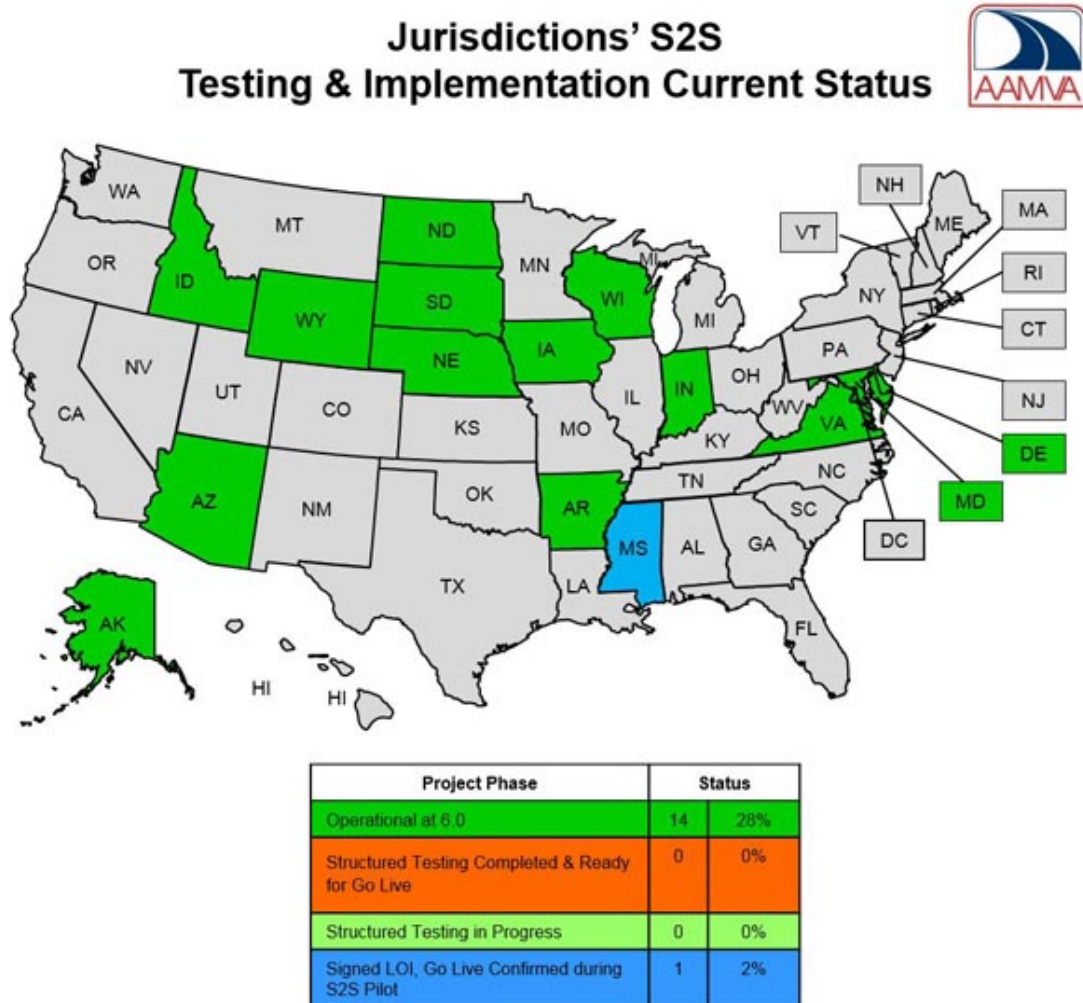 Jurisdictions' S2S
Testing & Implementation Current Status
AAMVA
WA
OR
CA
NV
ID
MT
WY
UT
CO
AZ
NM
ND
SD
NE
KS
OK
TX
MN
IA
MO
AR
LA
WI
IL
MI
MI
IN
OH
KY
TN
MS
AL
GA
FL
SC
NC
VA
WV
PA
NY
ME
VT
NH
MA
RI
CT
NJ
DE
MD
DC
AK
HI
HI
Project Phase Status
Operational at 6.0 14 28%
Structured Testing Completed & Ready 0 0%
for Go Live
Structured Testing in Progress 0 0%
Signed LOI, Go Live Confirmed during 1 2%
S2S Pilot